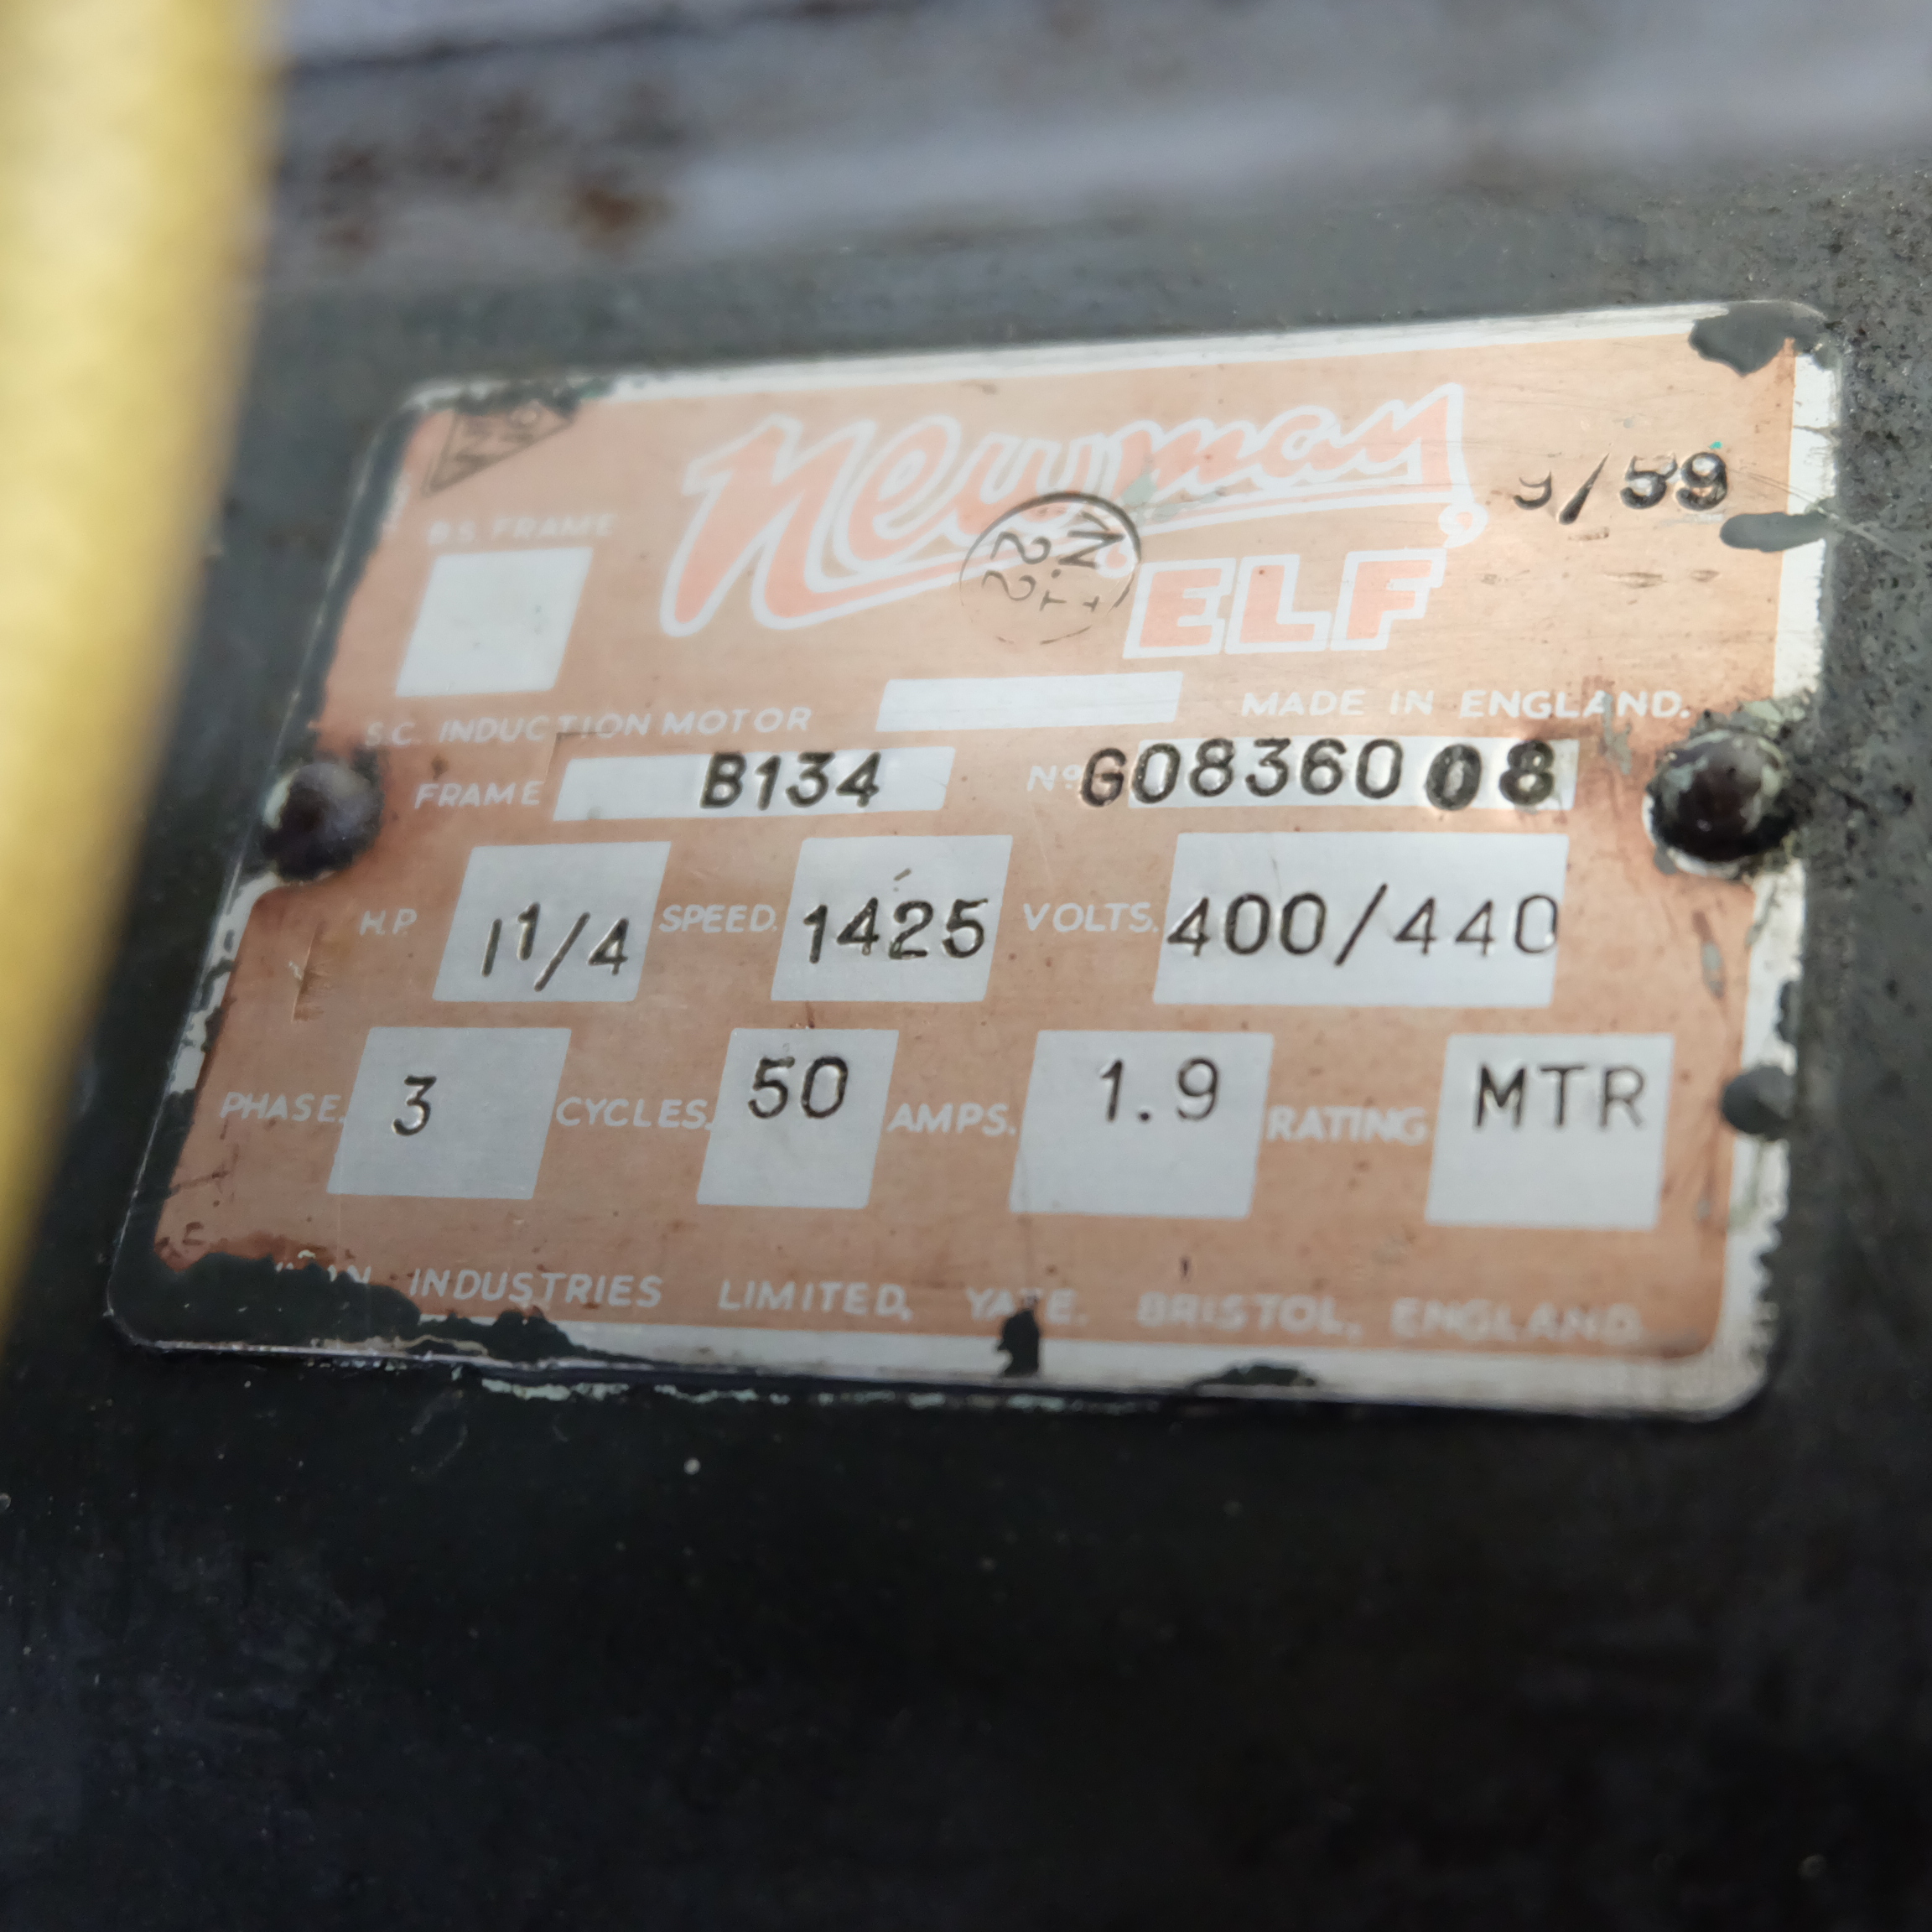 Newman
ELF
/59
B.S. FRAME
N.I.
22
S.C. INDUCTION MOTOR MADE IN ENGLAND.
FRAME B134 No G0836008
H.P. 1 1/4 SPEED. 1425 VOLTS. 400/440
PHASE. 3 CYCLES. 50 AMPS. 1.9 RATING MTR
INDUSTRIES LIMITED, YATE. BRISTOL, ENGLAND.